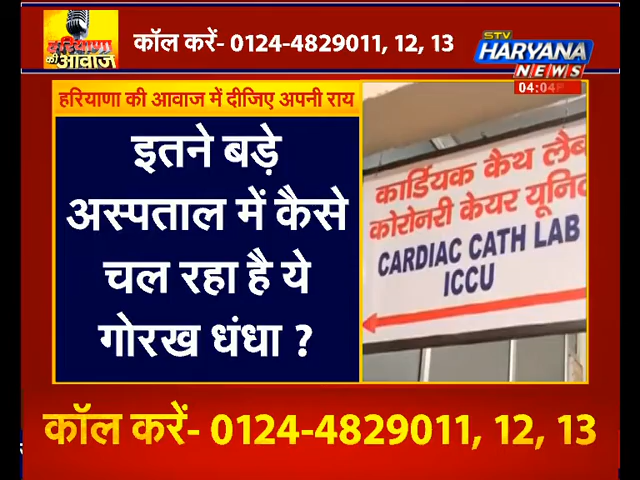 हरियाणा
की आवाज
कॉल करें- 0124-4829011, 12, 13
STV
HARYANA
NEWS
04:04
हरियाणा की आवाज में दीजिए अपनी राय
इतने बड़े
अस्पताल में कैसे
चल रहा है ये
गोरख धंधा ?
कार्डियक कैथ लैब
कोरोनरी केयर यूनिट
CARDIAC CATH LAB
ICCU
कॉल करें- 0124-4829011, 12, 13